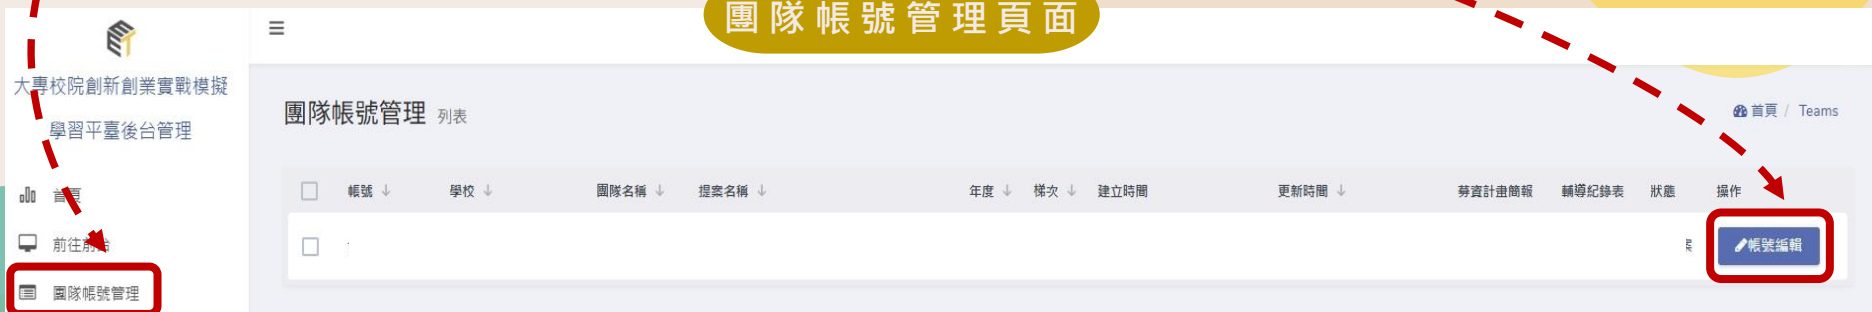 團隊帳號管理頁面
大專校院創新創業實戰模擬
學習平臺後台管理
團隊帳號管理 列表
首頁 / Teams
首頁
前往前台
團隊帳號管理
帳號 學校 團隊名稱 提案名稱 年度 梯次 建立時間 更新時間 募資計畫簡報 輔導紀錄表 狀態 操作
帳號編輯